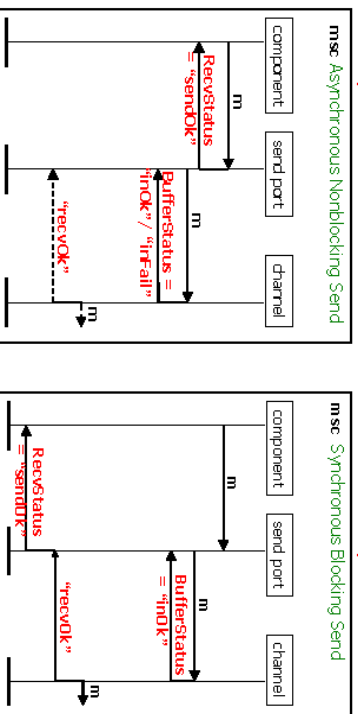 msc Asynchronous Nonblocking Send
component
send port
channel
m
RecvStatus
= “sendOk”
m
BufferStatus =
“inOk” / “inFail”
“recvOk”
m
msc Synchronous Blocking Send
component
send port
channel
m
m
BufferStatus
= “inOk”
“recvOk”
m
RecvStatus
= “sendOk”